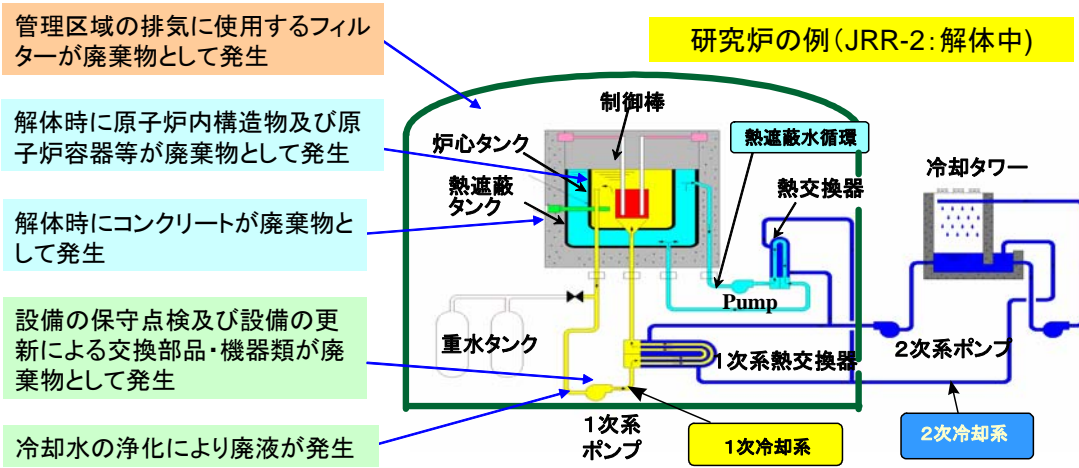 管理区域の排気に使用するフィル
ターが廃棄物として発生
研究炉の例(JRR-2:解体中)
解体時に原子炉内構造物及び原
子炉容器等が廃棄物として発生
解体時にコンクリートが廃棄物と
して発生
設備の保守点検及び設備の更
新による交換部品・機器類が廃
棄物として発生
冷却水の浄化により廃液が発生
制御棒
炉心タンク
熱遮蔽
タンク
熱遮蔽水循環
熱交換器
冷却タワー
Pump
重水タンク
1次系熱交換器
2次系ポンプ
1次系
ポンプ
1次冷却系
2次冷却系